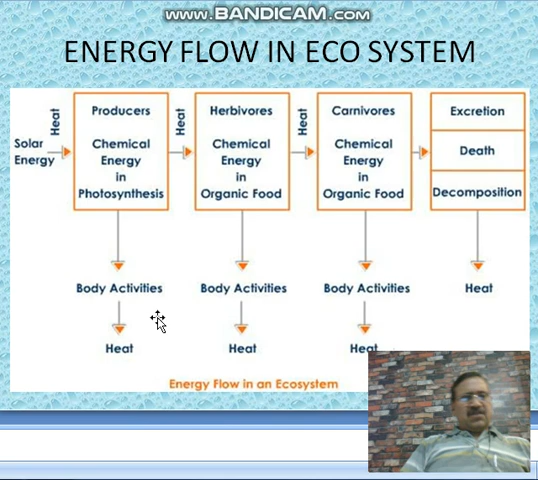 www.BANDICAM.com
ENERGY FLOW IN ECO SYSTEM
Solar
Energy
Heat
Producers
Chemical
Energy
in
Photosynthesis
Heat
Herbivores
Chemical
Energy
in
Organic Food
Heat
Carnivores
Chemical
Energy
in
Organic Food
Excretion
Death
Decomposition
Body Activities
Body Activities
Body Activities
Heat
Heat
Heat
Heat
Energy Flow in an Ecosystem